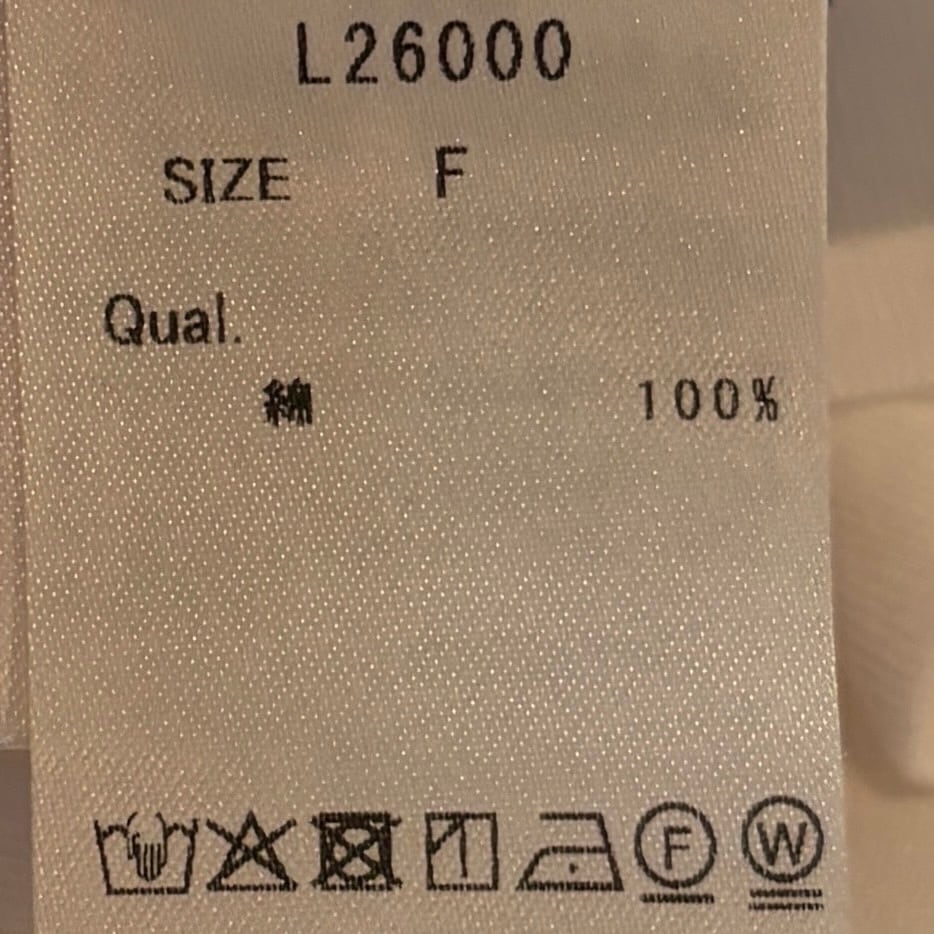 L26000
SIZE F
Qual.
綿 100%
F W